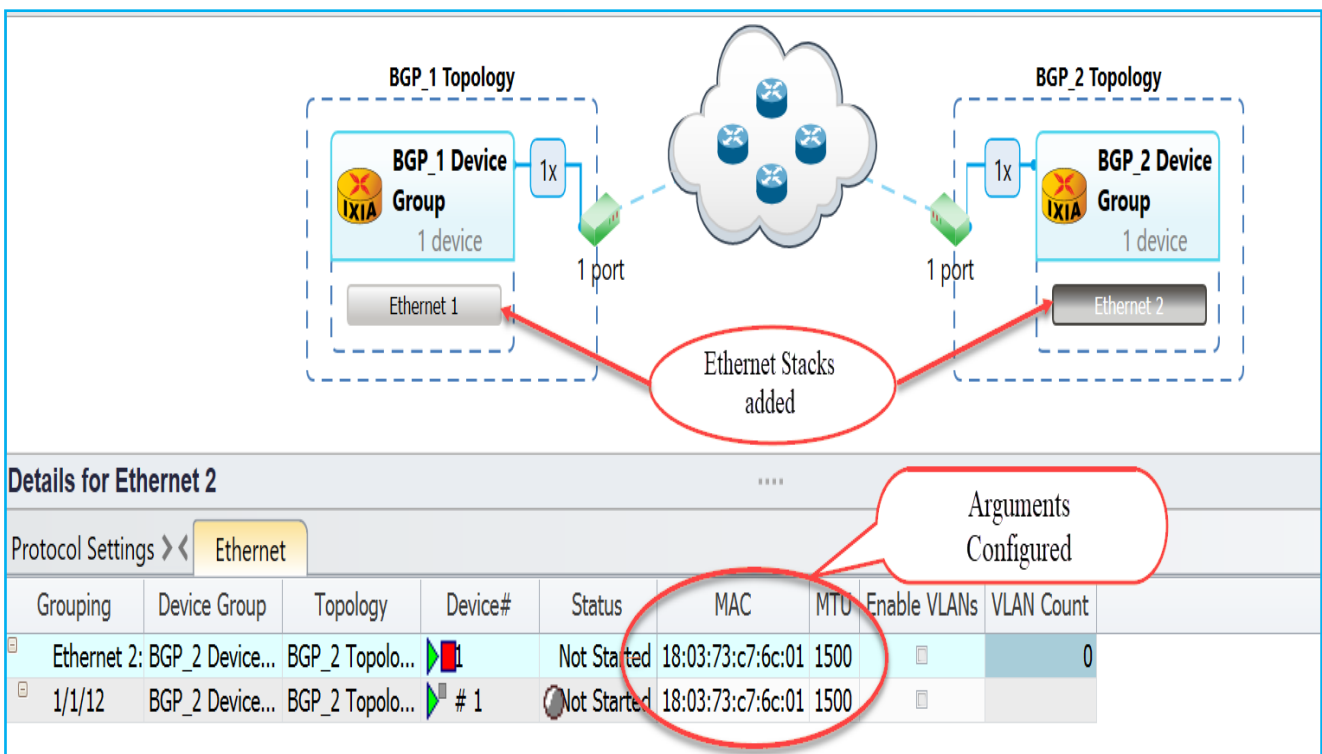 BGP_1 Topology
BGP_2 Topology
BGP_1 Device
Group
1 device
1x
IXIA
1 port
Ethernet 1
1x
BGP_2 Device
Group
1 device
IXIA
1 port
Ethernet 2
Ethernet Stacks
added
Details for Ethernet 2
Arguments
Configured
Protocol Settings Ethernet
Grouping Device Group Topology Device# Status MAC MTU Enable VLANs VLAN Count
Ethernet 2: BGP_2 Device... BGP_2 Topolo... 1 Not Started 18:03:73:c7:6c:01 1500 0
1/1/12 BGP_2 Device... BGP_2 Topolo... # 1 Not Started 18:03:73:c7:6c:01 1500